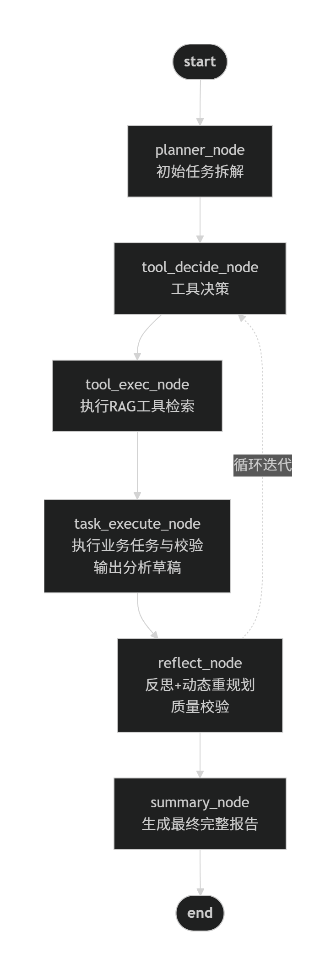 start
planner_node
初始任务拆解
tool_decide_node
工具决策
tool_exec_node
执行RAG工具检索
循环迭代
task_execute_node
执行业务任务与校验
输出分析草稿
reflect_node
反思+动态重规划
质量校验
summary_node
生成最终完整报告
end